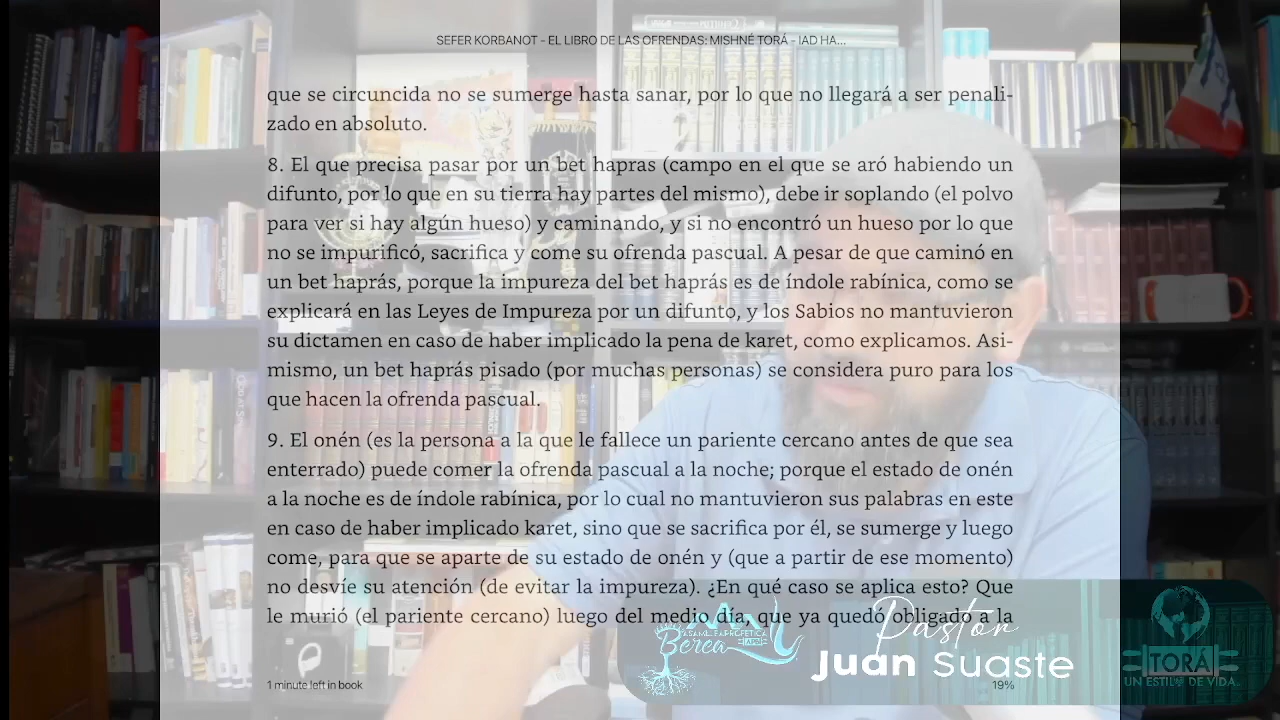 SEFER KORBANOT - EL LIBRO DE LAS OFRENDAS: MISHNÉ TORÁ - IAD HA...
que se circuncida no se sumerge hasta sanar, por lo que no llegará a ser penali-
zado en absoluto.
8. El que precisa pasar por un bet hapras (campo en el que se aró habiendo un
difunto, por lo que en su tierra hay partes del mismo), debe ir soplando (el polvo
para ver si hay algún hueso) y caminando, y si no encontró un hueso por lo que
no se impurificó, sacrifica y come su ofrenda pascual. A pesar de que caminó en
un bet haprás, porque la impureza del bet haprás es de índole rabínica, como se
explicará en las Leyes de Impureza por un difunto, y los Sabios no mantuvieron
su dictamen en caso de haber implicado la pena de karet, como explicamos. Asi-
mismo, un bet haprás pisado (por muchas personas) se considera puro para los
que hacen la ofrenda pascual.
9. El onén (es la persona a la que le fallece un pariente cercano antes de que sea
enterrado) puede comer la ofrenda pascual a la noche; porque el estado de onén
a la noche es de índole rabínica, por lo cual no mantuvieron sus palabras en este
en caso de haber implicado karet, sino que se sacrifica por él, se sumerge y luego
come, para que se aparte de su estado de onén y (que a partir de ese momento)
no desvíe su atención (de evitar la impureza). ¿En qué caso se aplica esto? Que
le murió (el pariente cercano) luego del medio día, que ya quedó obligado a la
1 minute left in book
19%
ASAMBLEA PROFÉTICA
Berea
Pastor
Juan Suaste
TORÁ
UN ESTILO DE VIDA